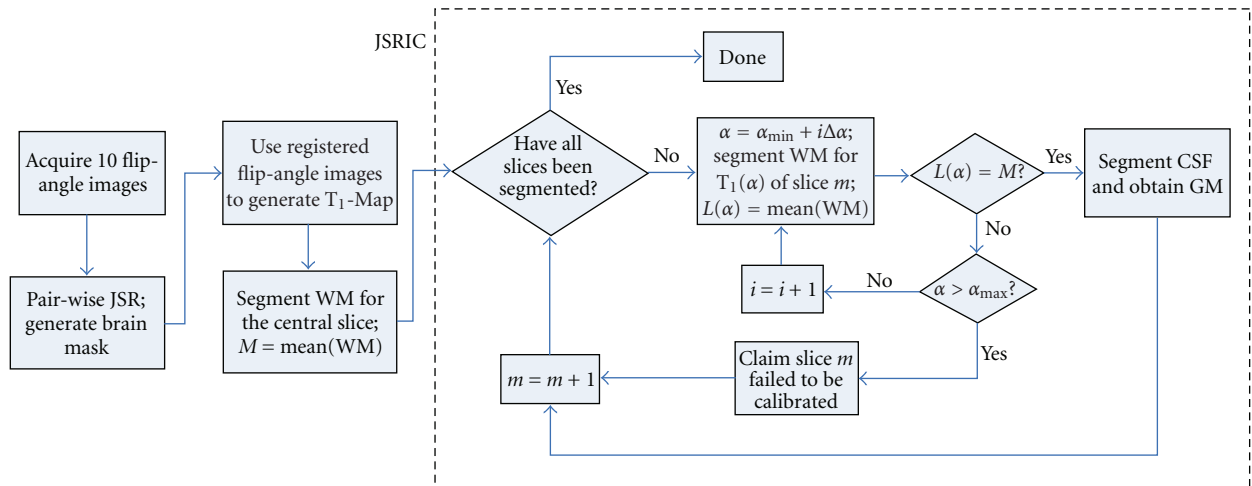 JSRIC
Acquire 10 flip-
angle images
Pair-wise JSR;
generate brain
mask
Use registered
flip-angle images
to generate T₁-Map
Segment WM for
the central slice;
M = mean(WM)
Have all
slices been
segmented?
Yes
Done
No
α = αmin + iΔα;
segment WM for
T₁(α) of slice m;
L(α) = mean(WM)
L(α) = M?
Yes
Segment CSF
and obtain GM
No
α > αmax?
No
i = i + 1
Yes
Claim slice m
failed to be
calibrated
m = m + 1